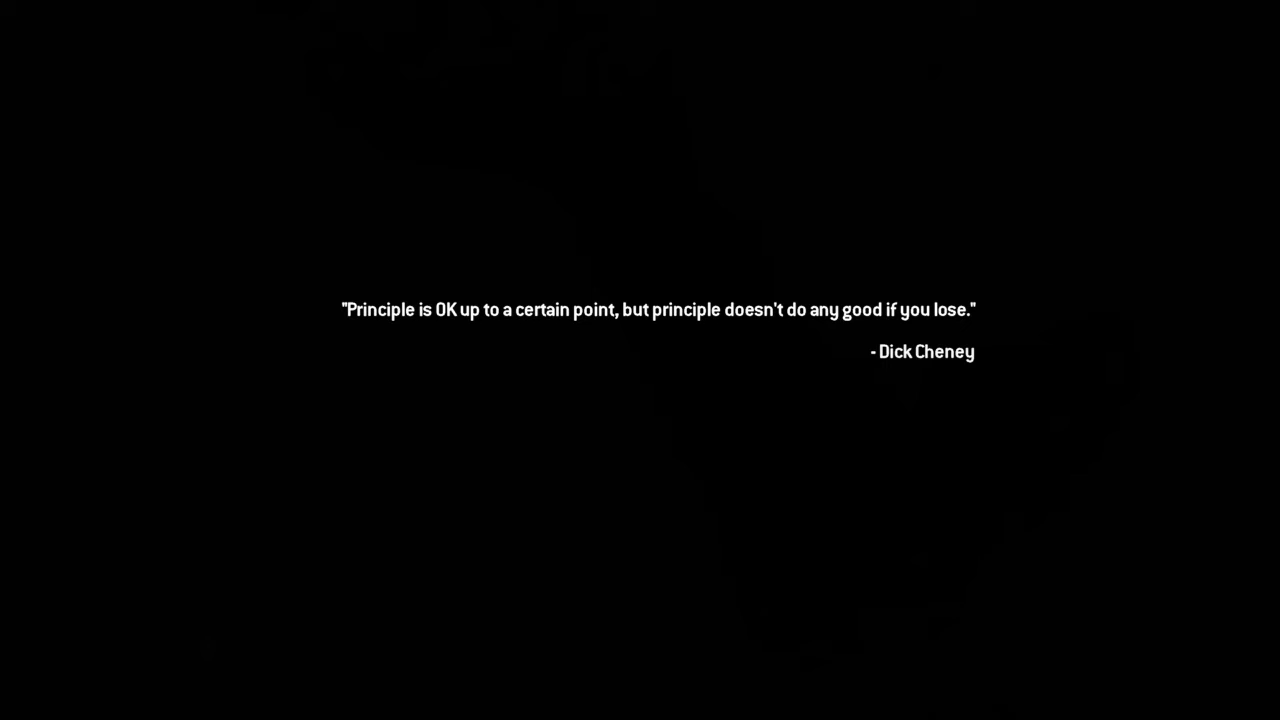 "Principle is OK up to a certain point, but principle doesn't do any good if you lose."
- Dick Cheney